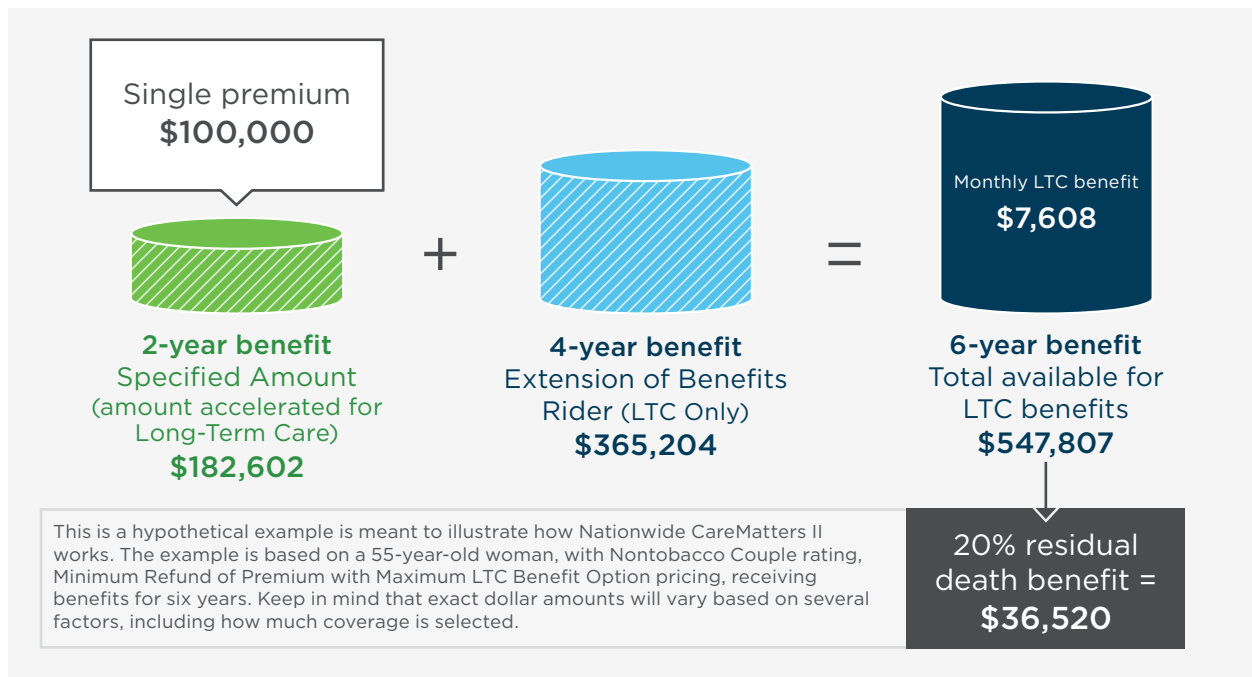 Single premium
$100,000
+
=
Monthly LTC benefit
$7,608
2-year benefit
Specified Amount
(amount accelerated for
Long-Term Care)
$182,602
4-year benefit
Extension of Benefits
Rider (LTC Only)
$365,204
6-year benefit
Total available for
LTC benefits
$547,807
This is a hypothetical example is meant to illustrate how Nationwide CareMatters II
works. The example is based on a 55-year-old woman, with Nontobacco Couple rating,
Minimum Refund of Premium with Maximum LTC Benefit Option pricing, receiving
benefits for six years. Keep in mind that exact dollar amounts will vary based on several
factors, including how much coverage is selected.
20% residual
death benefit =
$36,520